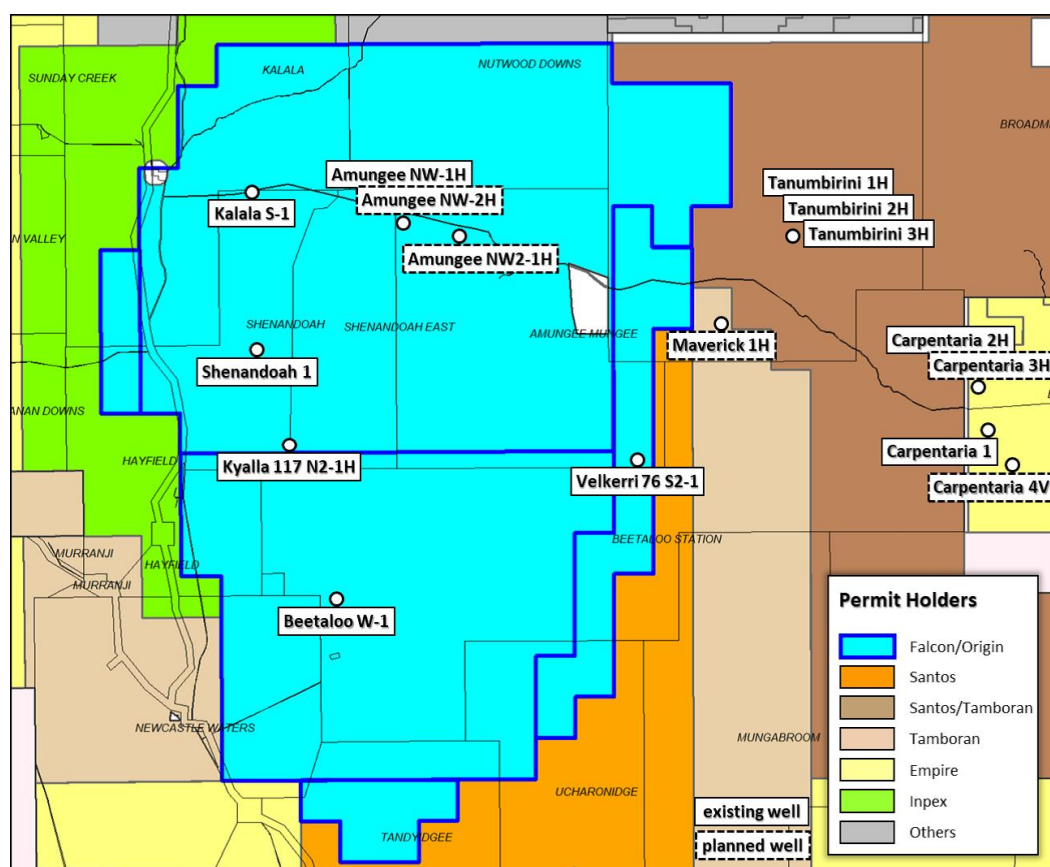 KALALA
NUTWOOD DOWNS
SUNDAY CREEK
BROADM
Amungee NW-1H
Amungee NW-2H
Kalala S-1
Amungee NW2-1H
Tanumbirini 1H
Tanumbirini 2H
Tanumbirini 3H
N VALLEY
SHENANDOAH
SHENANDOAH EAST
AMUNGEE MUNGEE
Maverick 1H
Carpentaria 2H
Carpentaria 3H
Shenandoah 1
ANAN DOWNS
HAYFIELD
Kyalla 117 N2-1H
Velkerri 76 S2-1
Carpentaria 1
Carpentaria 4V
BEETALOO STATION
MURRANJI
HAYFIELD
MURRANJI
Beetaloo W-1
NEWCASTLE WATERS
MUNGABROOM
UCHARONIDGE
TANDYIDGEE
existing well
planned well
Permit Holders
Falcon/Origin
Santos
Santos/Tamboran
Tamboran
Empire
Inpex
Others